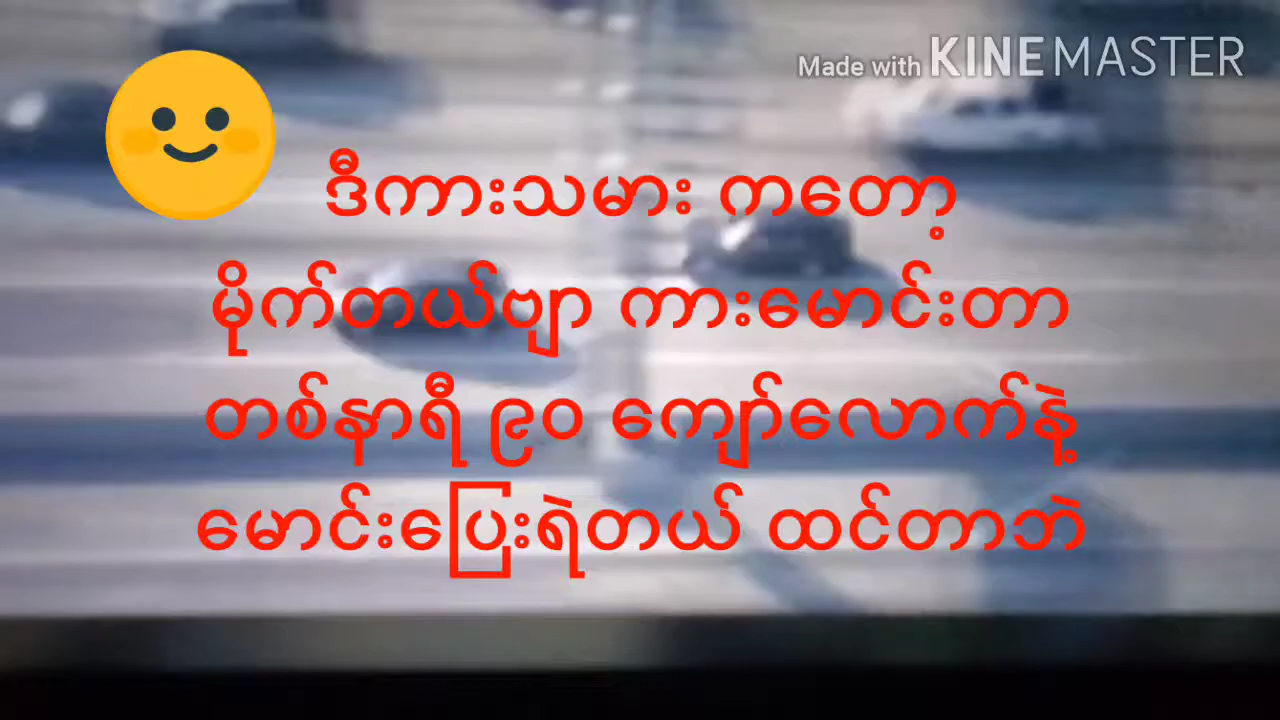 Made with KINEMASTER
ဒီကားသမား ကတော့
မိုက်တယ်ဗျာ ကားမောင်းတာ
တစ်နာရီ ၉၀ ကျော်လောက်နဲ့
မောင်းပြေးရဲတယ် ထင်တာဘဲ